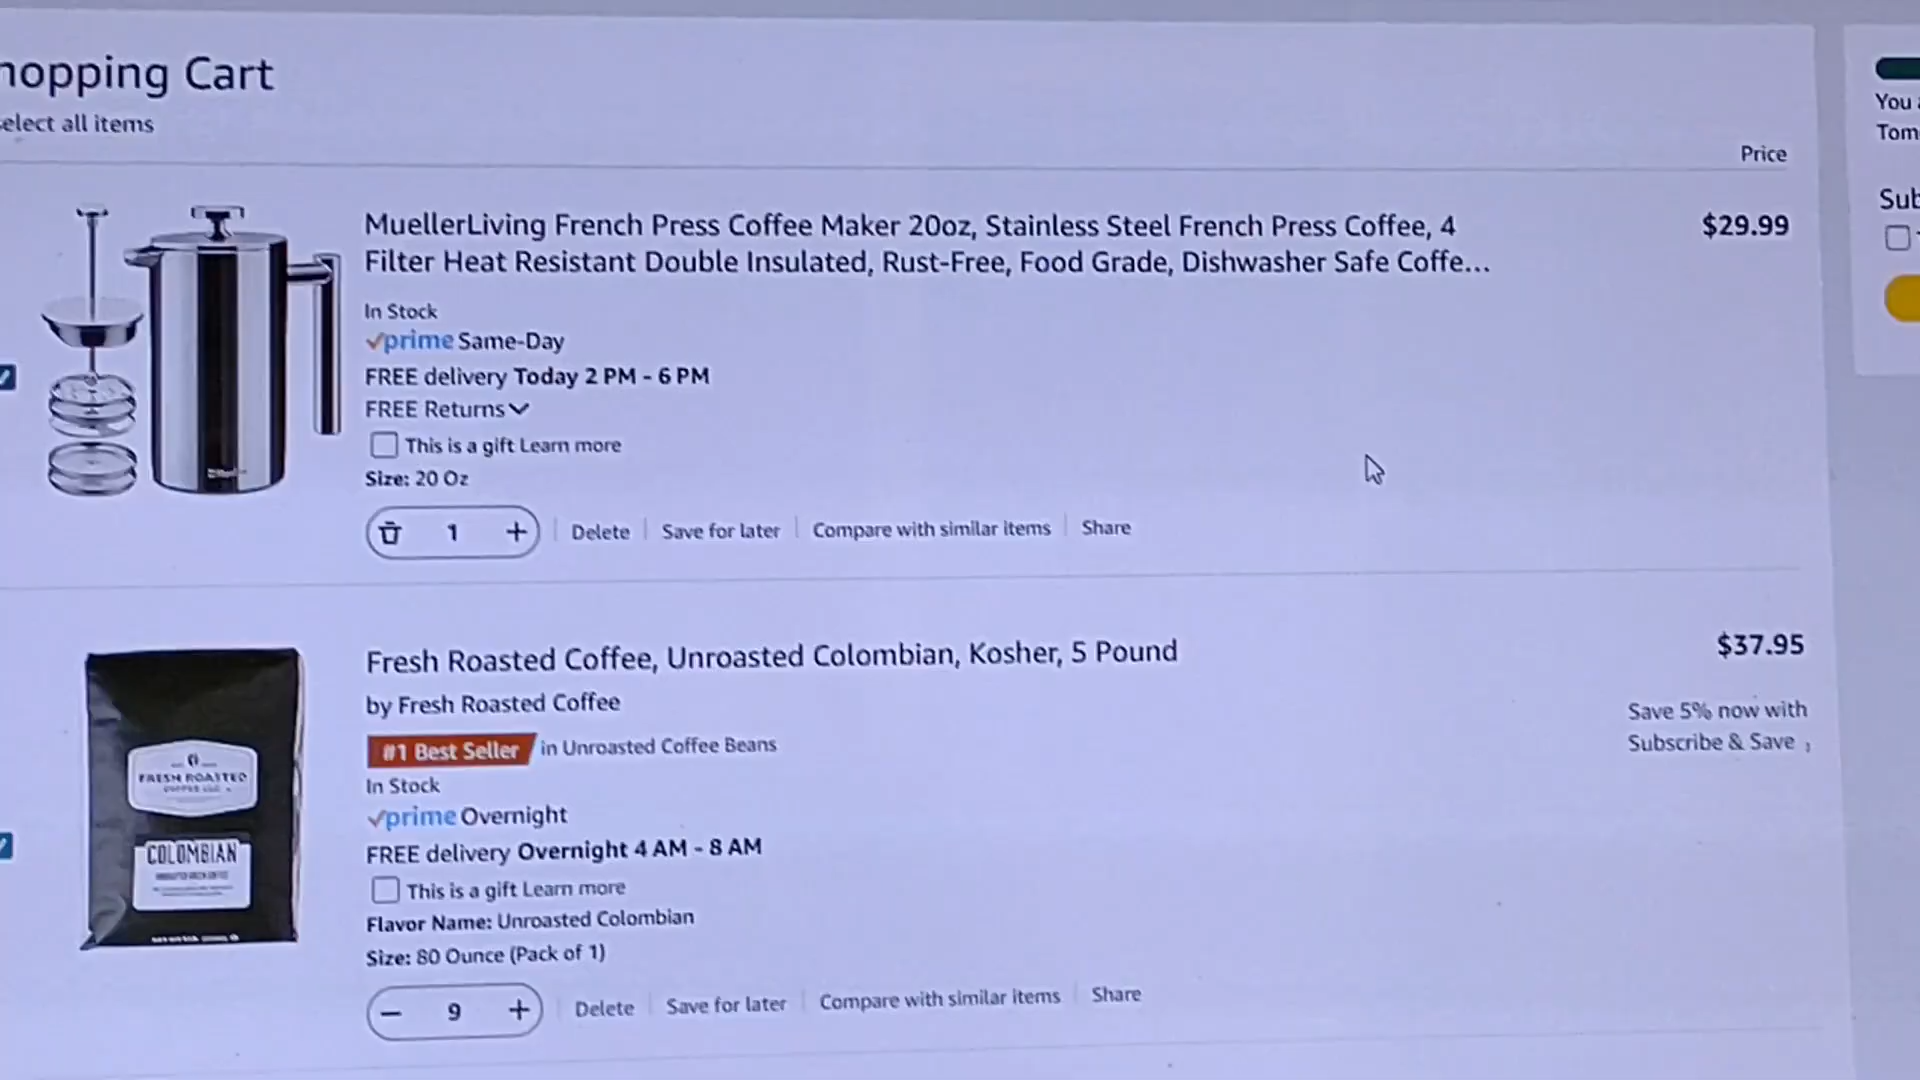 hopping Cart
elect all items
Price
You
Tom
Sub
MuellerLiving French Press Coffee Maker 20oz, Stainless Steel French Press Coffee, 4
Filter Heat Resistant Double Insulated, Rust-Free, Food Grade, Dishwasher Safe Coffe...
$29.99
In Stock
prime Same-Day
FREE delivery Today 2 PM - 6 PM
FREE Returns
This is a gift Learn more
Size: 20 Oz
1 + Delete Save for later Compare with similar items Share
Fresh Roasted Coffee, Unroasted Colombian, Kosher, 5 Pound
$37.95
by Fresh Roasted Coffee
Save 5% now with
Subscribe & Save
#1 Best Seller in Unroasted Coffee Beans
In Stock
prime Overnight
FREE delivery Overnight 4 AM - 8 AM
This is a gift Learn more
Flavor Name: Unroasted Colombian
Size: 80 Ounce (Pack of 1)
- 9 + Delete Save for later Compare with similar items Share
FRESH ROASTED
COLOMBIAN